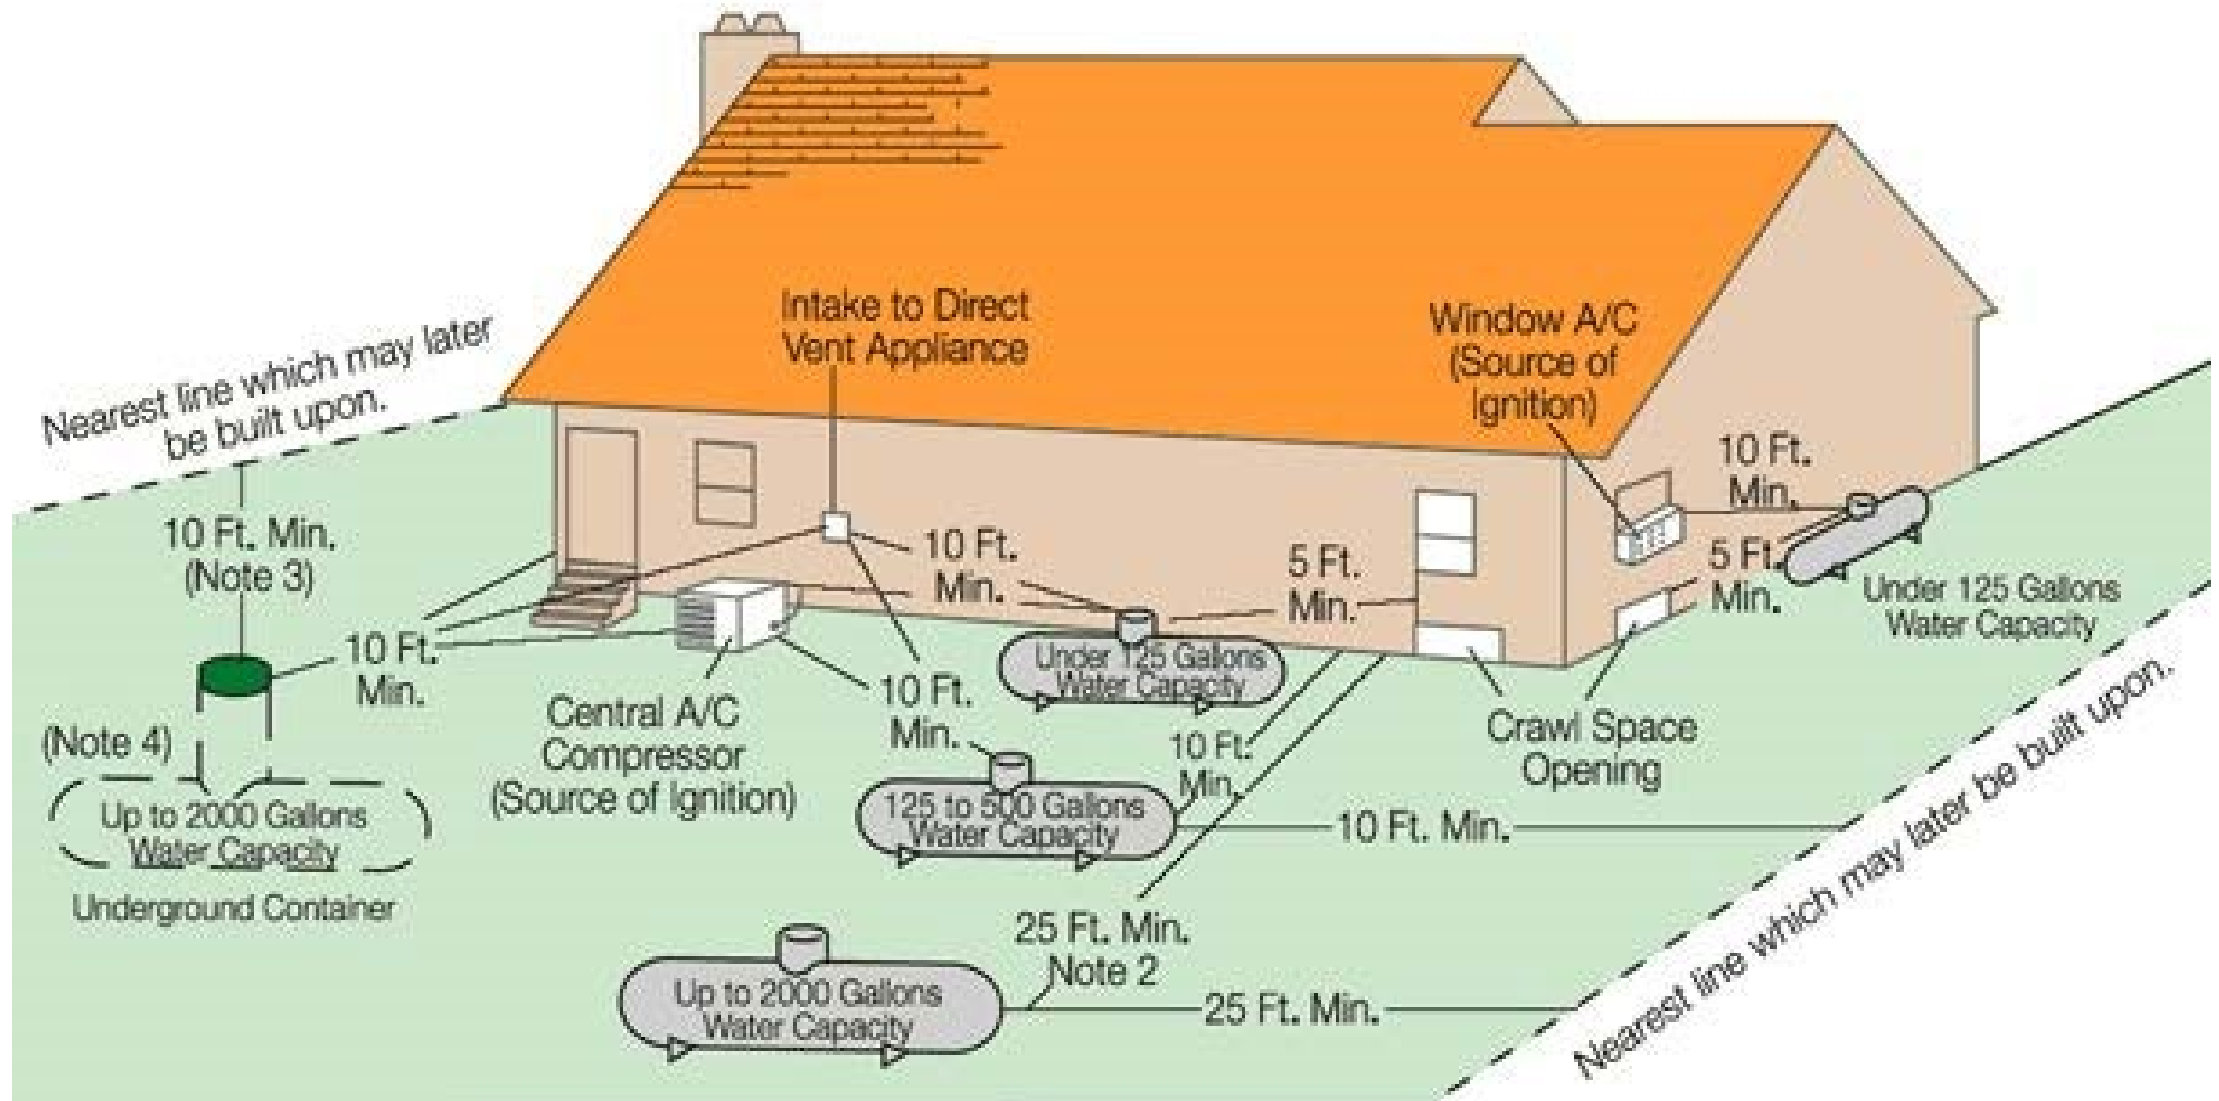 Nearest line which may later
be built upon.
Intake to Direct
Vent Appliance
Window A/C
(Source of
Ignition)
10 Ft.
Min.
10 Ft. Min.
(Note 3)
10 Ft.
Min.
5 Ft.
Min.
5 Ft.
Min.
Under 125 Gallons
Water Capacity
10 Ft.
Min.
Under 125 Gallons
Water Capacity
10 Ft.
Min.
Central A/C
Compressor
(Source of Ignition)
(Note 4)
Up to 2000 Gallons
Water Capacity
Underground Container
10 Ft.
Min.
Crawl Space
Opening
125 to 500 Gallons
Water Capacity
10 Ft. Min.
25 Ft. Min.
Note 2
Up to 2000 Gallons
Water Capacity
25 Ft. Min.
Nearest line which may later be built upon.